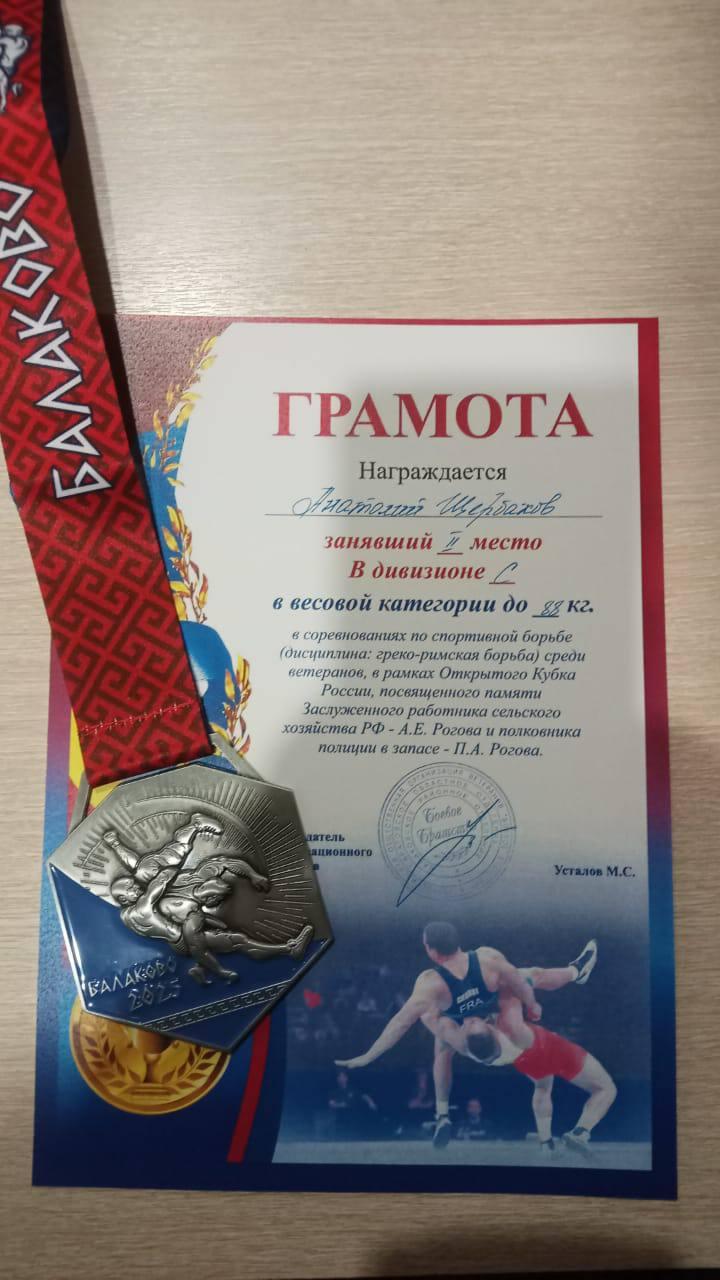 БАЛАКОВО
ГРАМОТА
Награждается
Анатолий Щербаков
занявший II место
В дивизионе C
в весовой категории до 88 кг.
в соревнованиях по спортивной борьбе
(дисциплина: греко-римская борьба) среди
ветеранов, в рамках Открытого Кубка
России, посвященного памяти
Заслуженного работника сельского
хозяйства РФ - А.Е. Рогова и полковника
полиции в запасе - П.А. Рогова.
Боевое
Братство
датель
ационного
а
Усталов М.С.
БАЛАКОВО
2025
FRA